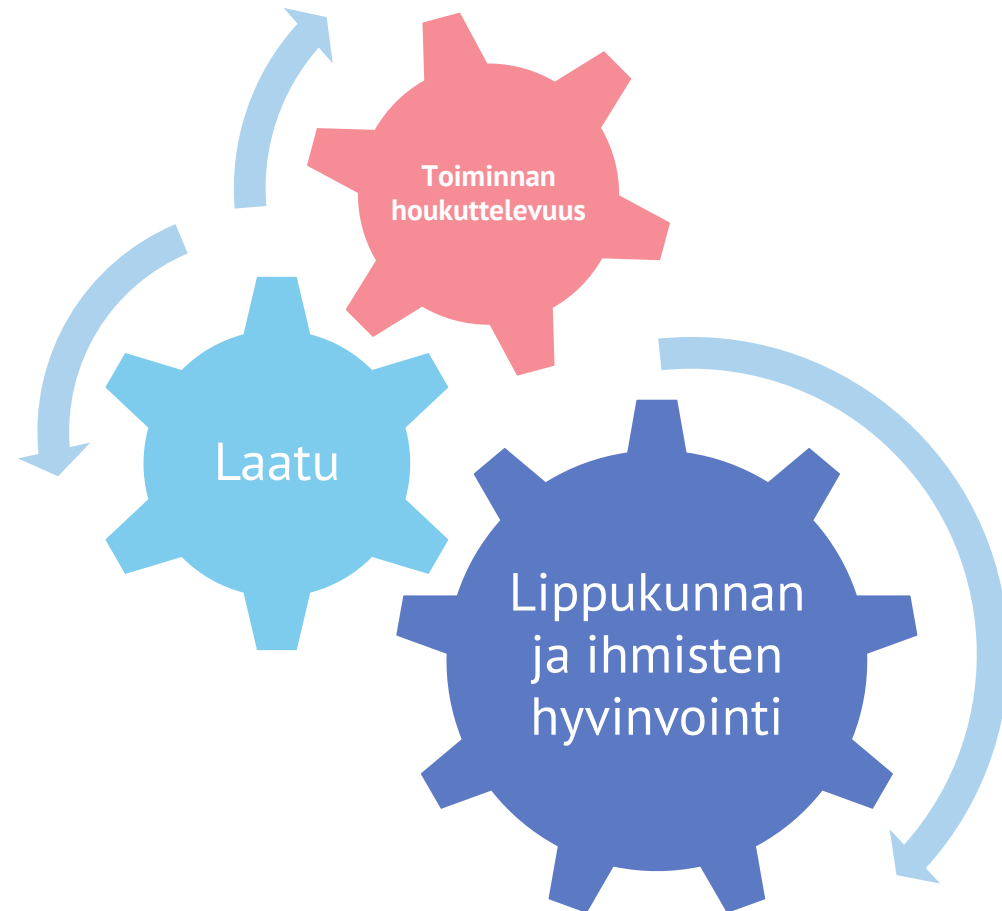 Toiminnan
houkuttelevuus
Laatu
Lippukunnan
ja ihmisten
hyvinvointi